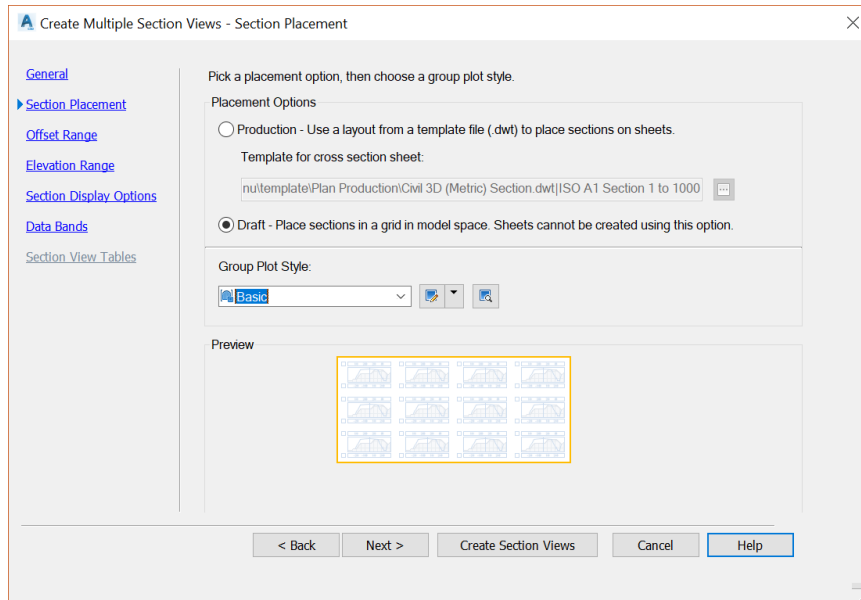 Create Multiple Section Views - Section Placement
General
Section Placement
Offset Range
Elevation Range
Section Display Options
Data Bands
Section View Tables
Pick a placement option, then choose a group plot style.
Placement Options
Production - Use a layout from a template file (.dwt) to place sections on sheets.
Template for cross section sheet:
nu\template\Plan Production\Civil 3D (Metric) Section.dwt|ISO A1 Section 1 to 1000
...
Draft - Place sections in a grid in model space. Sheets cannot be created using this option.
Group Plot Style:
Basic
Preview
< Back
Next >
Create Section Views
Cancel
Help